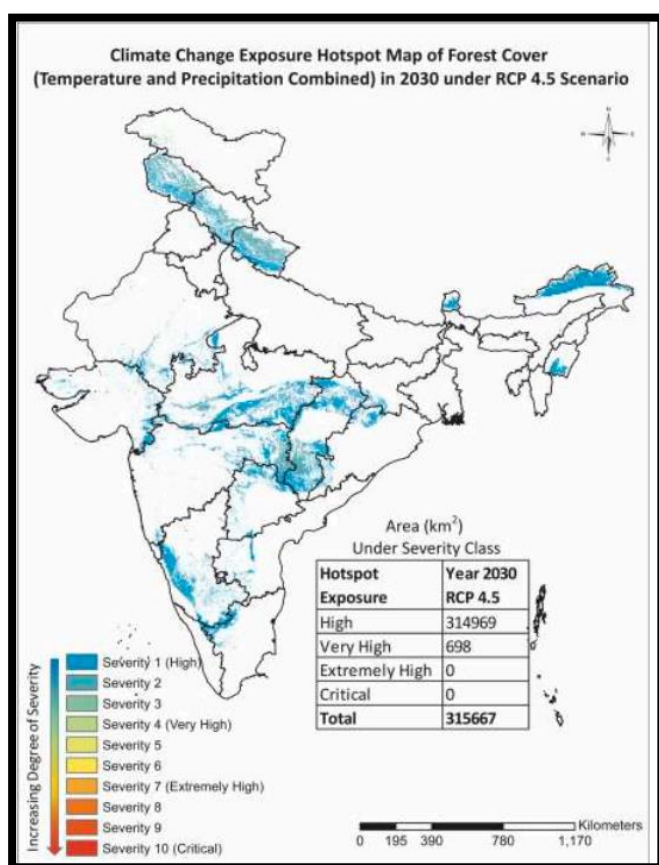 Climate Change Exposure Hotspot Map of Forest Cover
(Temperature and Precipitation Combined) in 2030 under RCP 4.5 Scenario
N
W E
S
Area (km²)
Under Severity Class
Hotspot Exposure Year 2030 RCP 4.5
High 314969
Very High 698
Extremely High 0
Critical 0
Total 315667
Increasing Degree of Severity
Severity 1 (High)
Severity 2
Severity 3
Severity 4 (Very High)
Severity 5
Severity 6
Severity 7 (Extremely High)
Severity 8
Severity 9
Severity 10 (Critical)
Kilometers
0 195 390 780 1,170